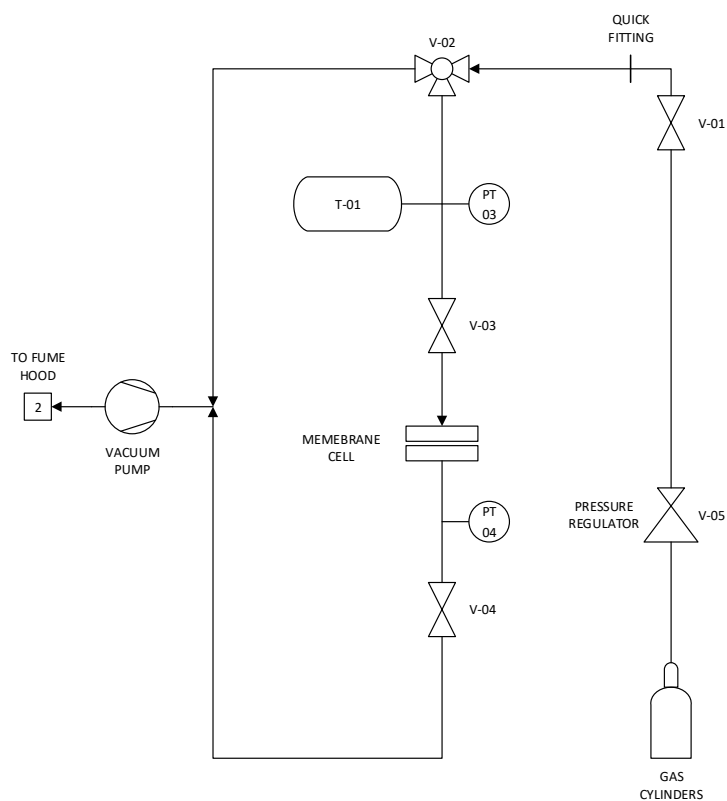 QUICK
FITTING
V-02
V-01
T-01
PT
03
V-03
TO FUME
HOOD
2
VACUUM
PUMP
MEMEBRANE
CELL
PT
04
PRESSURE
REGULATOR
V-05
V-04
GAS
CYLINDERS